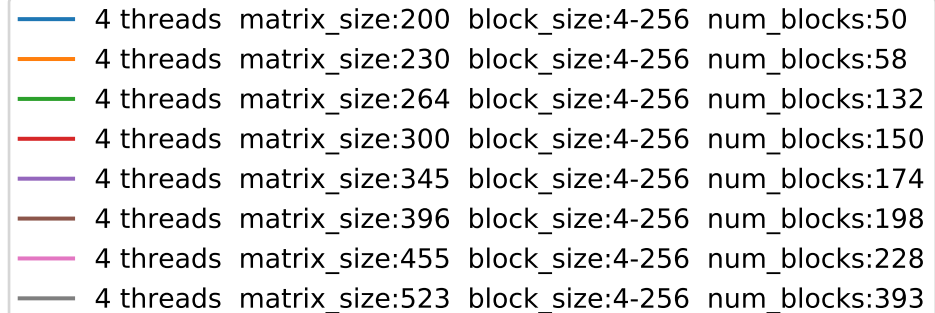 4 threads matrix_size:200 block_size:4-256 num_blocks:50
4 threads matrix_size:230 block_size:4-256 num_blocks:58
4 threads matrix_size:264 block_size:4-256 num_blocks:132
4 threads matrix_size:300 block_size:4-256 num_blocks:150
4 threads matrix_size:345 block_size:4-256 num_blocks:174
4 threads matrix_size:396 block_size:4-256 num_blocks:198
4 threads matrix_size:455 block_size:4-256 num_blocks:228
4 threads matrix_size:523 block_size:4-256 num_blocks:393